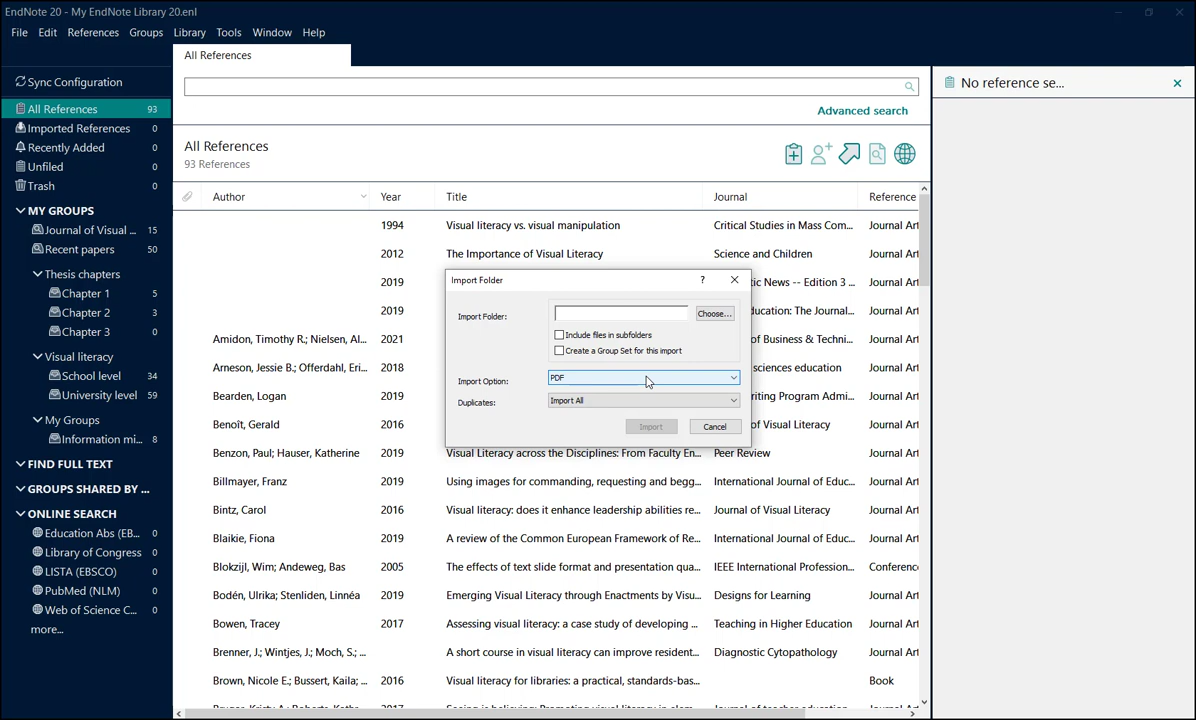 EndNote 20 - My EndNote Library 20.enl
File Edit References Groups Library Tools Window Help
All References
Sync Configuration
All References 93
Imported References 0
Recently Added 0
Unfiled 0
Trash 0
MY GROUPS
Journal of Visual ... 15
Recent papers 50
Thesis chapters
Chapter 1 5
Chapter 2 3
Chapter 3 0
Visual literacy
School level 34
University level 59
My Groups
Information mi... 8
FIND FULL TEXT
GROUPS SHARED BY ...
ONLINE SEARCH
Education Abs (EB... 0
Library of Congress 0
LISTA (EBSCO) 0
PubMed (NLM) 0
Web of Science C... 0
more...
Advanced search
All References
93 References
Author Year Title Journal Reference
1994 Visual literacy vs. visual manipulation Critical Studies in Mass Com... Journal Art
2012 The Importance of Visual Literacy Science and Children Journal Art
2019 tic News -- Edition 3 ... Journal Art
2019 ucation: The Journal... Journal Art
Amidon, Timothy R.; Nielsen, Al... 2021 of Business & Techni... Journal Art
Arneson, Jessie B.; Offerdahl, Eri... 2018 sciences education Journal Art
Bearden, Logan 2019 riting Program Admi... Journal Art
Benoît, Gerald 2016 of Visual Literacy Journal Art
Benzon, Paul; Hauser, Katherine 2019 Visual Literacy across the Disciplines: From Faculty En... Peer Review Journal Art
Billmayer, Franz 2019 Using images for commanding, requesting and begg... International Journal of Educ... Journal Art
Bintz, Carol 2016 Visual literacy: does it enhance leadership abilities re... Journal of Visual Literacy Journal Art
Blaikie, Fiona 2019 A review of the Common European Framework of Re... International Journal of Educ... Journal Art
Blokzijl, Wim; Andeweg, Bas 2005 The effects of text slide format and presentation qua... IEEE International Profession... Conference
Bodén, Ulrika; Stenliden, Linnéa 2019 Emerging Visual Literacy through Enactments by Visu... Designs for Learning Journal Art
Bowen, Tracey 2017 Assessing visual literacy: a case study of developing ... Teaching in Higher Education Journal Art
Brenner, J.; Wintjes, J.; Moch, S.; ... A short course in visual literacy can improve resident... Diagnostic Cytopathology Journal Art
Brown, Nicole E.; Bussert, Kaila; ... 2016 Visual literacy for libraries: a practical, standards-bas... Book
Import Folder ?
Import Folder: Choose...
Include files in subfolders
Create a Group Set for this import
Import Option: PDF
Duplicates: Import All
Import Cancel
No reference se...